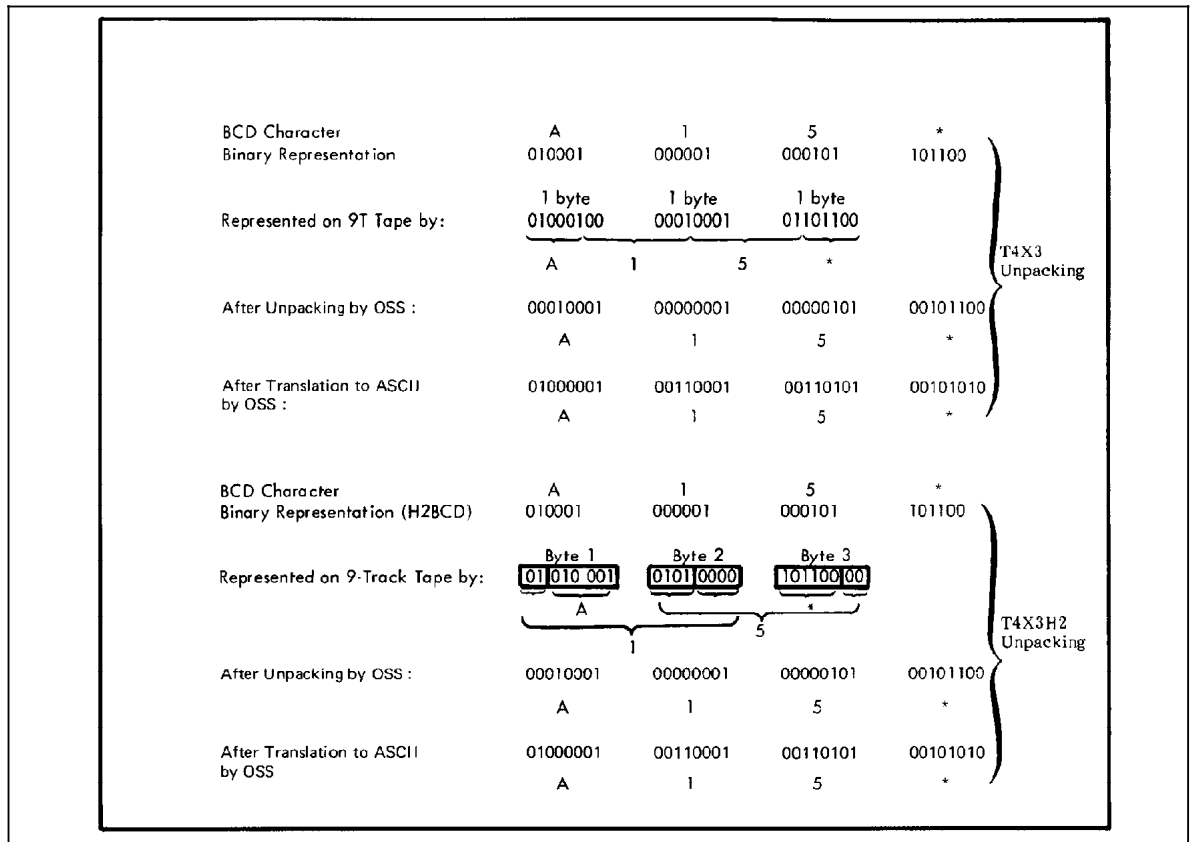 BCD Character A 1 5 *
Binary Representation 010001 000001 000101 101100
1 byte 1 byte 1 byte
Represented on 9T Tape by: 01000100 00010001 01101100
A 1 5 *
T4X3
Unpacking
After Unpacking by OSS : 00010001 00000001 00000101 00101100
A 1 5 *
After Translation to ASCII 01000001 00110001 00110101 00101010
by OSS :
A 1 5 *
BCD Character A 1 5 *
Binary Representation (H2BCD) 010001 000001 000101 101100
Byte 1 Byte 2 Byte 3
Represented on 9-Track Tape by: 01 010 001 0101 0000 101100 00
A *
5
1
T4X3H2
Unpacking
After Unpacking by OSS : 00010001 00000001 00000101 00101100
A 1 5 *
After Translation to ASCII 01000001 00110001 00110101 00101010
by OSS
A 1 5 *